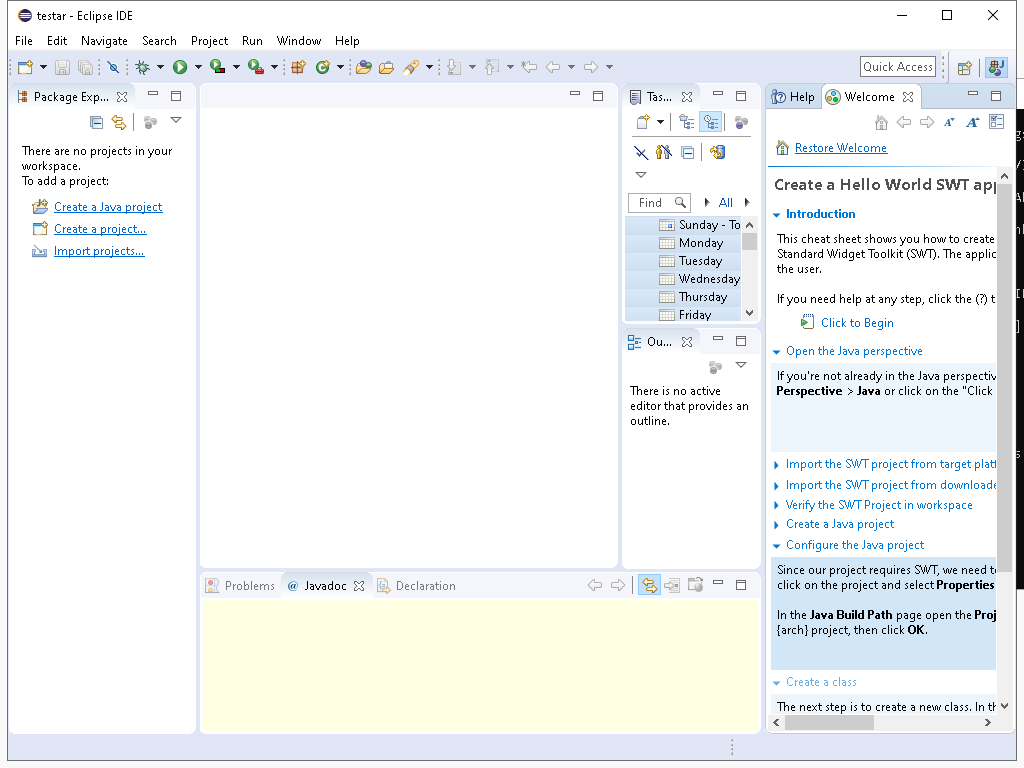 testar - Eclipse IDE
File Edit Navigate Search Project Run Window Help
Quick Access
Package Exp...
There are no projects in your
workspace.
To add a project:
Create a Java project
Create a project...
Import projects...
Tas...
Find
All
Sunday - To
Monday
Tuesday
Wednesday
Thursday
Friday
Ou...
There is no active
editor that provides an
outline.
Help Welcome
Restore Welcome
Create a Hello World SWT app
Introduction
This cheat sheet shows you how to create
Standard Widget Toolkit (SWT). The applic
the user.
If you need help at any step, click the (?) t
Click to Begin
Open the Java perspective
If you're not already in the Java perspectiv
Perspective > Java or click on the "Click
Import the SWT project from target platf
Import the SWT project from downloade
Verify the SWT Project in workspace
Create a Java project
Configure the Java project
Since our project requires SWT, we need to
click on the project and select Properties
In the Java Build Path page open the Proj
{arch} project, then click OK.
Create a class
The next step is to create a new class. In th
Problems @ Javadoc Declaration